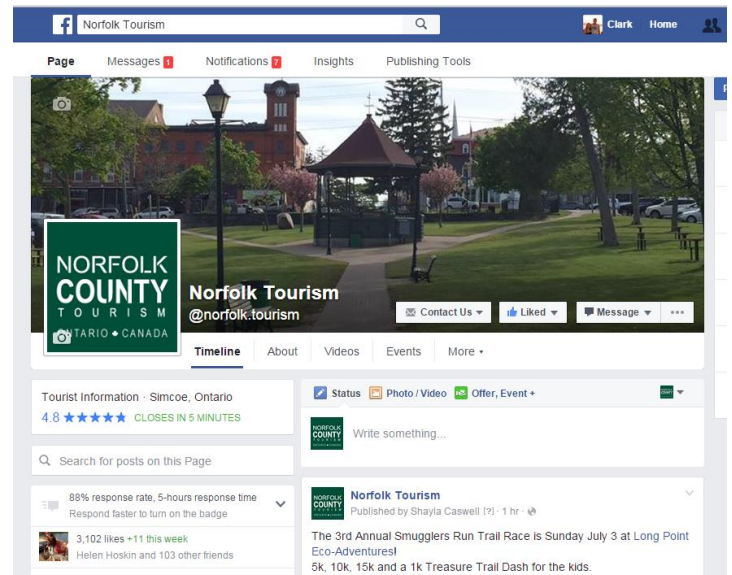 Norfolk Tourism
Clark Home
Page Messages 1 Notifications 7 Insights Publishing Tools
NORFOLK
COUNTY
TOURISM
ONTARIO ◆ CANADA
Norfolk Tourism
@norfolk.tourism
Contact Us Liked Message
Timeline About Videos Events More
Tourist Information · Simcoe, Ontario
4.8 ★★★★★ CLOSES IN 5 MINUTES
Search for posts on this Page
88% response rate, 5-hours response time
Respond faster to turn on the badge
3,102 likes +11 this week
Helen Hoskin and 103 other friends
Status Photo / Video Offer, Event +
NORFOLK
COUNTY
TOURISM
Write something...
NORFOLK
COUNTY
TOURISM
Norfolk Tourism
Published by Shayla Caswell [?] · 1 hr ·
The 3rd Annual Smugglers Run Trail Race is Sunday July 3 at Long Point
Eco-Adventures!
5k, 10k, 15k and a 1k Treasure Trail Dash for the kids.